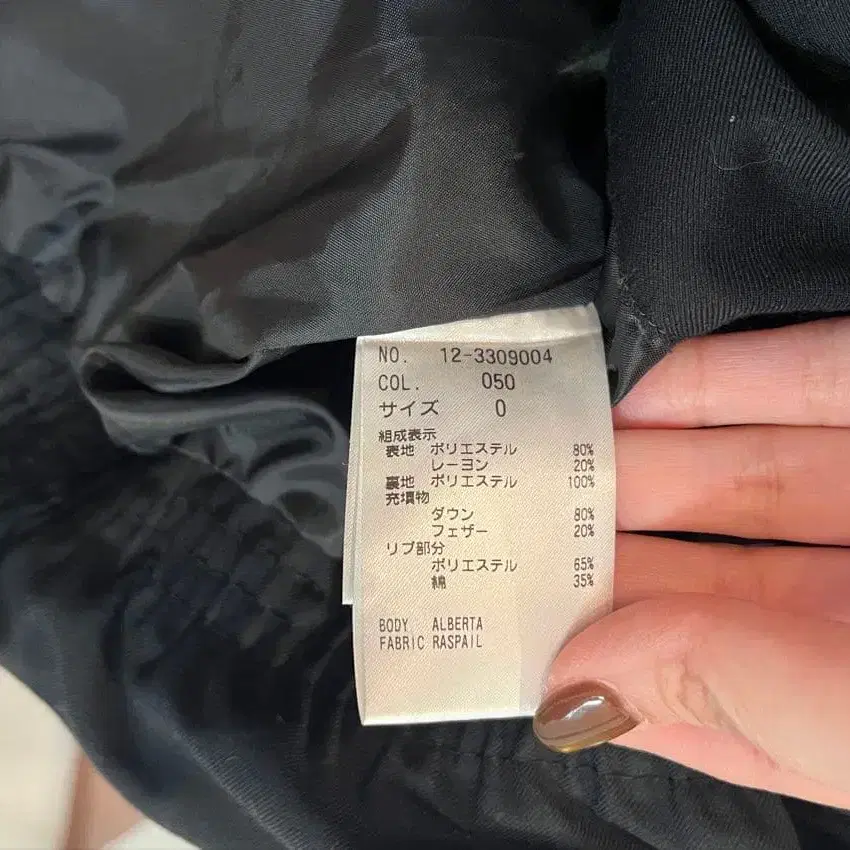 NO. 12-3309004
COL. 050
サイズ 0
組成表示
表地 ポリエステル 80%
レーヨン 20%
裏地 ポリエステル 100%
充填物
ダウン 80%
フェザー 20%
リブ部分
ポリエステル 65%
綿 35%
BODY ALBERTA
FABRIC RASPAIL